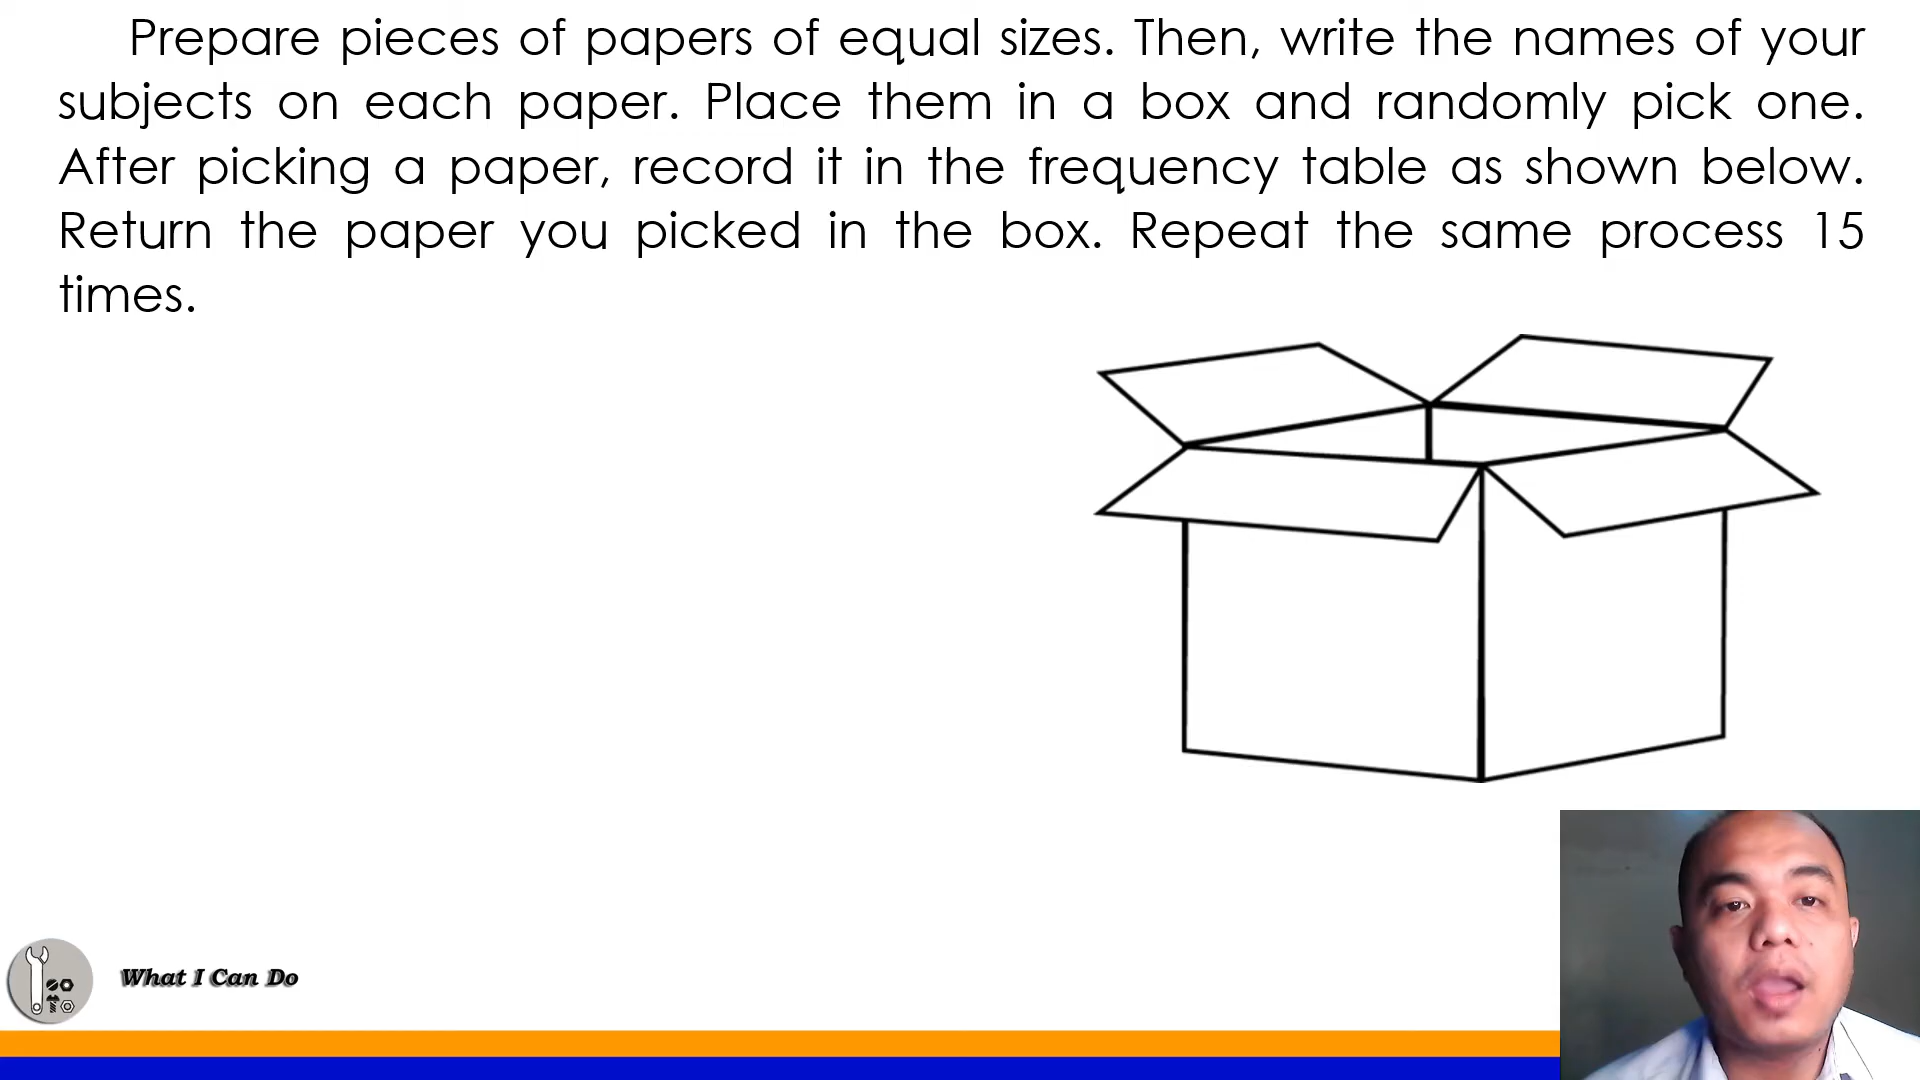 Prepare pieces of papers of equal sizes. Then, write the names of your
subjects on each paper. Place them in a box and randomly pick one.
After picking a paper, record it in the frequency table as shown below.
Return the paper you picked in the box. Repeat the same process 15
times.
What I Can Do